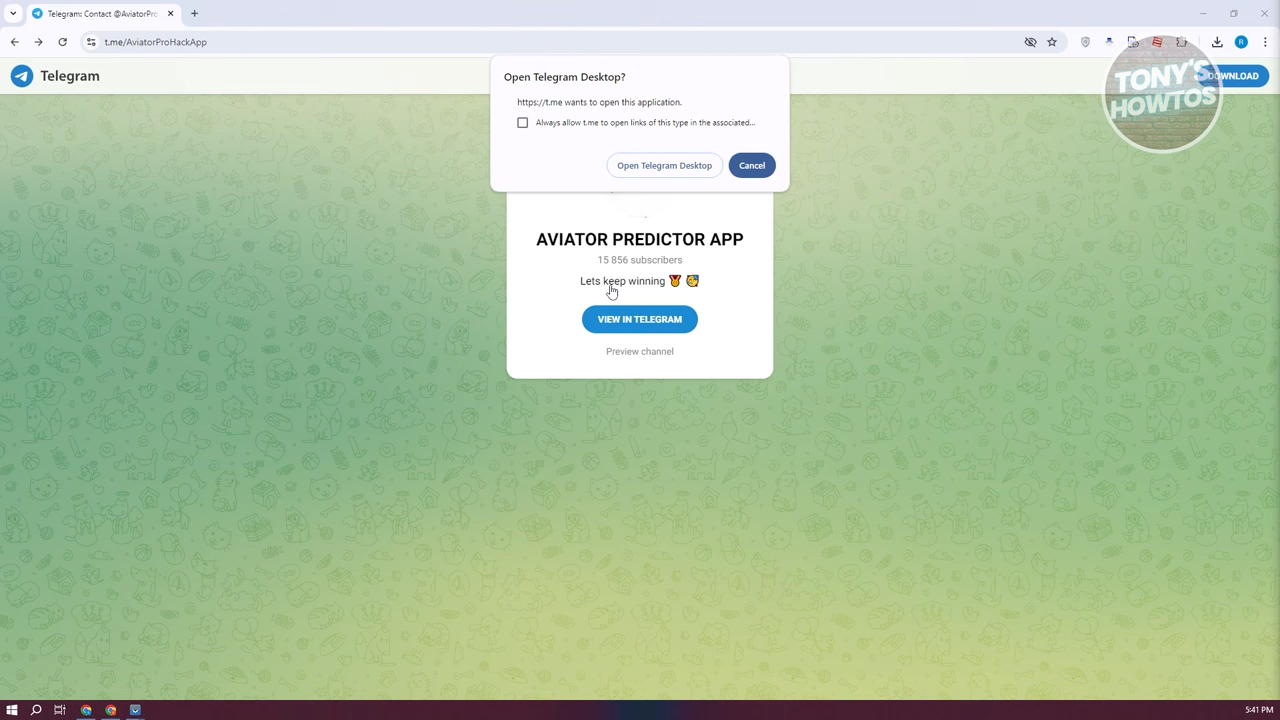 Telegram: Contact @AviatorPro
t.me/AviatorProHackApp
Telegram
DOWNLOAD
TONY'S
HOWTOS
Open Telegram Desktop?
https://t.me wants to open this application.
Always allow t.me to open links of this type in the associated...
Open Telegram Desktop
Cancel
AVIATOR PREDICTOR APP
15 856 subscribers
Lets keep winning 🏅 🥳
VIEW IN TELEGRAM
Preview channel
5:41 PM